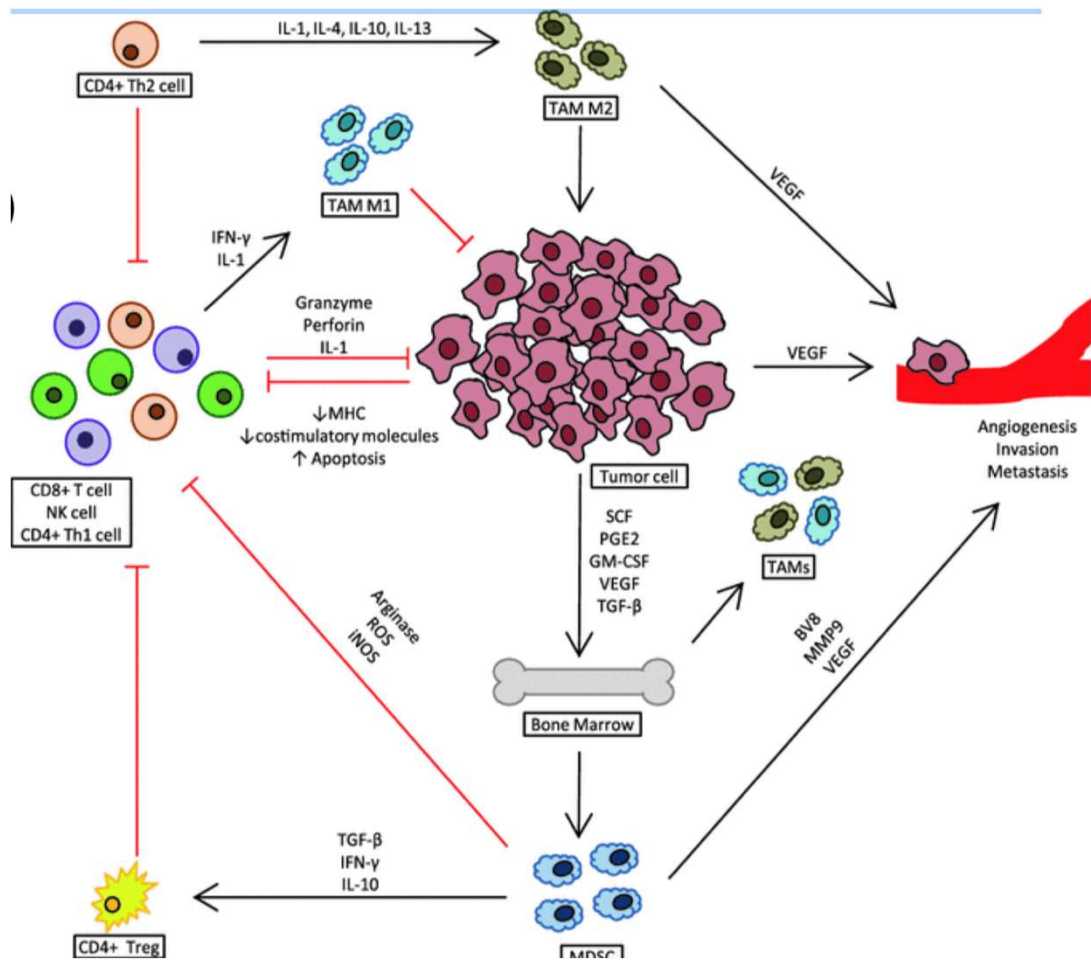 IL-1, IL-4, IL-10, IL-13
CD4+ Th2 cell
TAM M2
TAM M1
VEGF
IFN-γ
IL-1
Granzyme
Perforin
IL-1
VEGF
↓MHC
↓costimulatory molecules
↑ Apoptosis
Angiogenesis
Invasion
Metastasis
Tumor cell
CD8+ T cell
NK cell
CD4+ Th1 cell
SCF
PGE2
GM-CSF
VEGF
TGF-β
TAMs
Arginase
ROS
iNOS
BV8
MMP9
VEGF
Bone Marrow
TGF-β
IFN-γ
IL-10
CD4+ Treg
MDSC